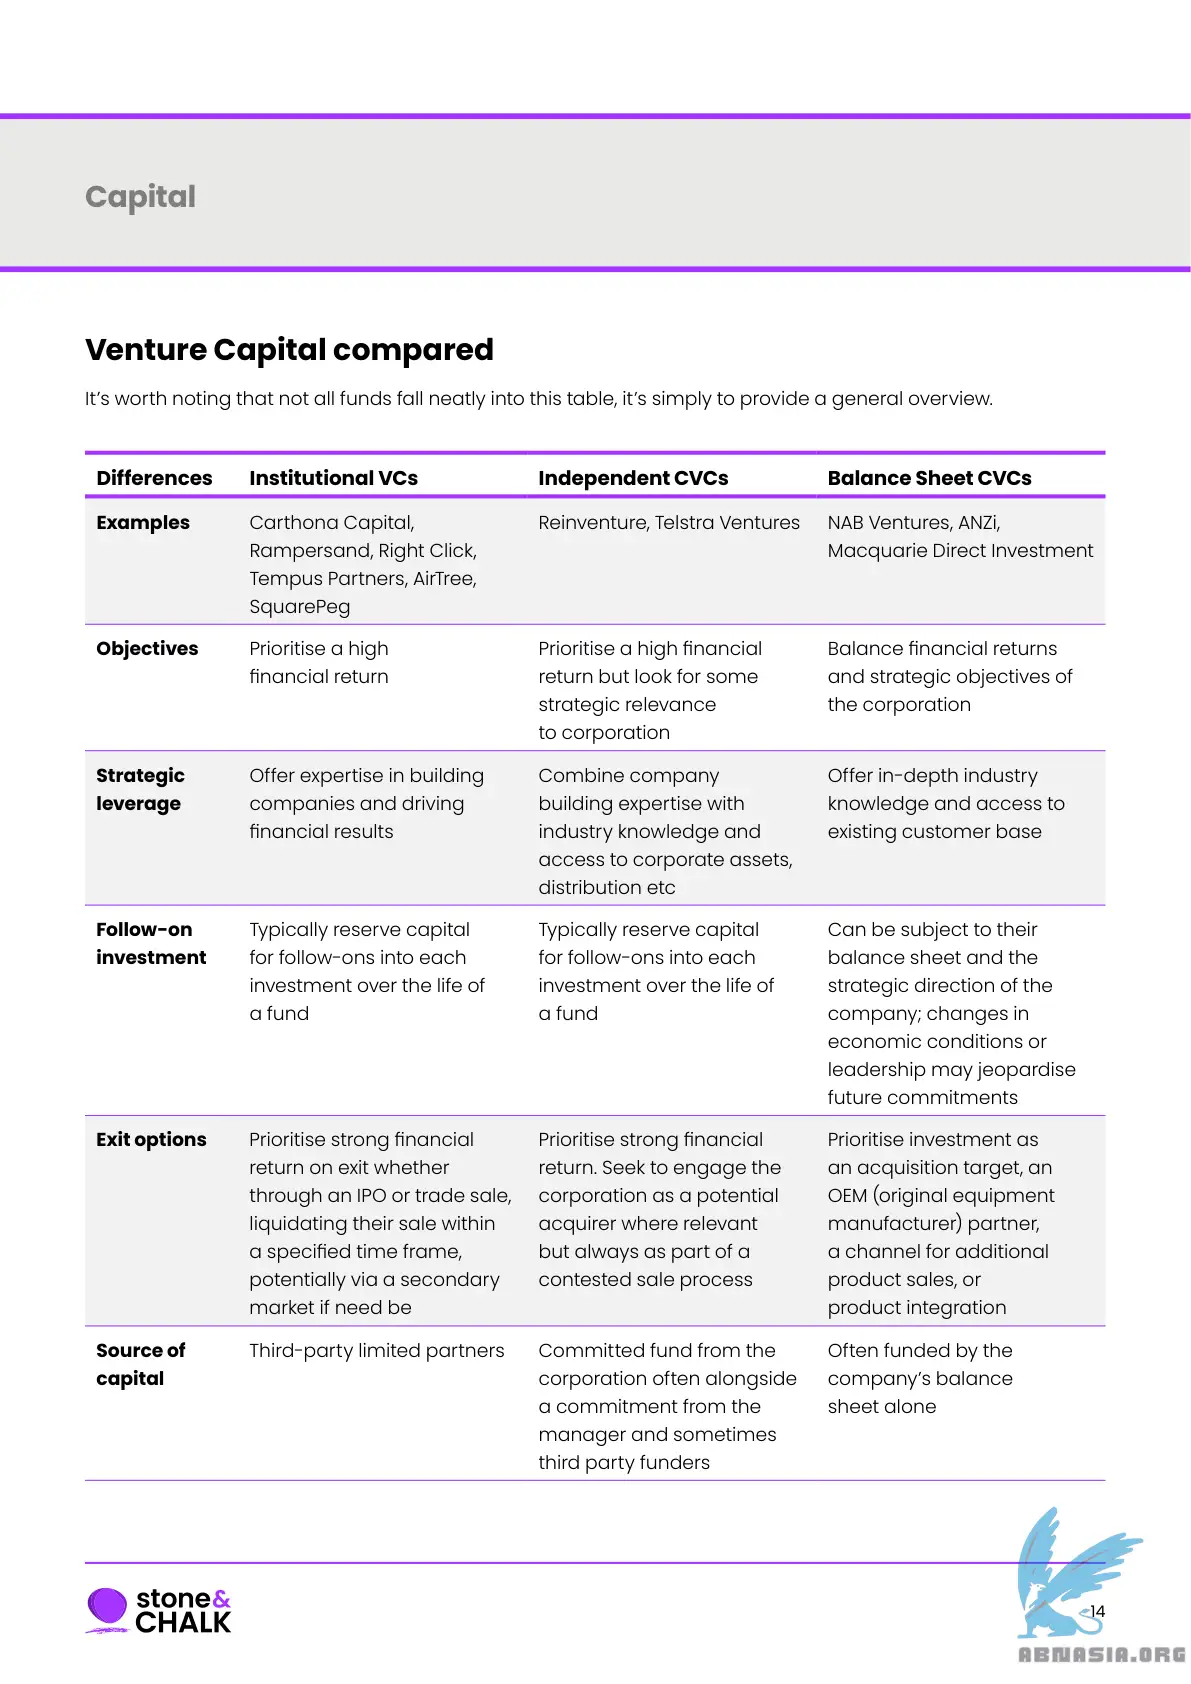 Capital
Venture Capital compared
It's worth noting that not all funds fall neatly into this table, it's simply to provide a general overview.
Differences
Institutional VCs
Independent CVCs
Balance Sheet CVCs
Examples
Carthona Capital,
Rampersand, Right Click,
Tempus Partners, AirTree,
SquarePeg
Reinventure, Telstra Ventures
NAB Ventures, ANZi,
Macquarie Direct Investment
Objectives
Prioritise a high
financial return
Prioritise a high financial
return but look for some
strategic relevance
to corporation
Balance financial returns
and strategic objectives of
the corporation
Strategic
leverage
Offer expertise in building
companies and driving
financial results
Combine company
building expertise with
industry knowledge and
access to corporate assets,
distribution etc
Offer in-depth industry
knowledge and access to
existing customer base
Follow-on
investment
Typically reserve capital
for follow-ons into each
investment over the life of
a fund
Typically reserve capital
for follow-ons into each
investment over the life of
a fund
Can be subject to their
balance sheet and the
strategic direction of the
company; changes in
economic conditions or
leadership may jeopardise
future commitments
Exit options
Prioritise strong financial
return on exit whether
through an IPO or trade sale,
liquidating their sale within
a specified time frame,
potentially via a secondary
market if need be
Prioritise strong financial
return. Seek to engage the
corporation as a potential
acquirer where relevant
but always as part of a
contested sale process
Prioritise investment as
an acquisition target, an
OEM (original equipment
manufacturer) partner,
a channel for additional
product sales, or
product integration
Source of
capital
Third-party limited partners
Committed fund from the
corporation often alongside
a commitment from the
manager and sometimes
third party funders
Often funded by the
company's balance
sheet alone
stone&
CHALK
14
ABNASIA.ORG